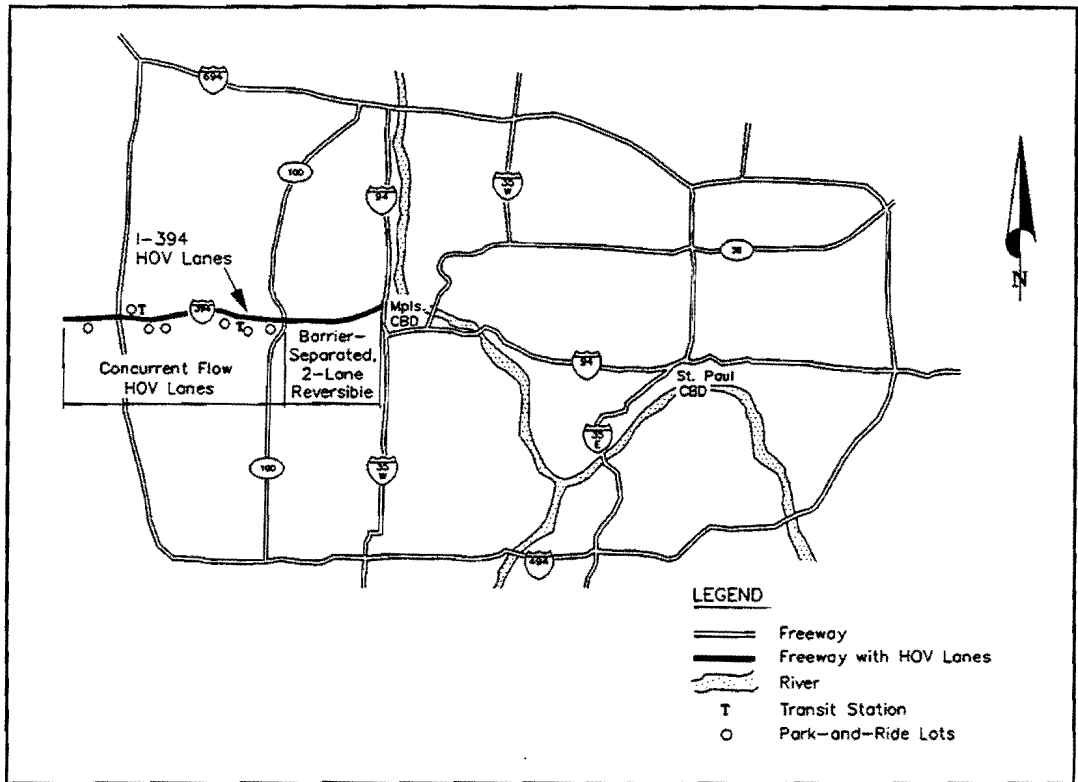 694
100
94
35
W
I-394
HOV Lanes
T
394
T
Mpls.
CBD
36
Concurrent Flow
HOV Lanes
Barrier-
Separated,
2-Lane
Reversible
94
St. Paul
CBD
35
E
100
35
W
494
N
LEGEND
Freeway
Freeway with HOV Lanes
River
T Transit Station
Park-and-Ride Lots